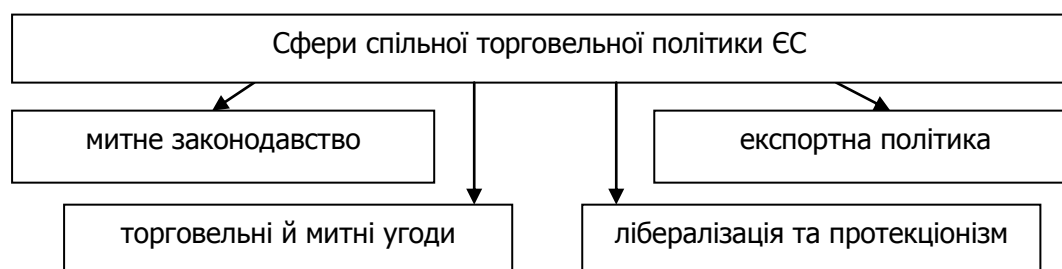 Сфери спільної торговельної політики ЄС
митне законодавство
експортна політика
торговельні й митні угоди
лібералізація та протекціонізм